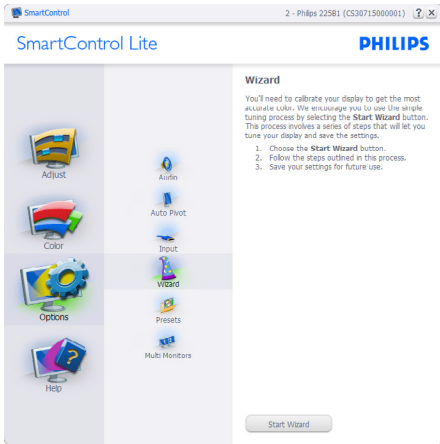 SmartControl
2 - Philips 225B1 (CS30715000001)
SmartControl Lite
PHILIPS
Adjust
Color
Options
Help
Audio
Auto Pivot
Input
Wizard
Presets
Multi Monitors
Wizard
You'll need to calibrate your display to get the most
accurate color. We encourage you to use the simple
tuning process by selecting the Start Wizard button.
This process involves a series of steps that will let you
tune your display and save the settings.
1. Choose the Start Wizard button.
2. Follow the steps outlined in this process.
3. Save your settings for future use.
Start Wizard